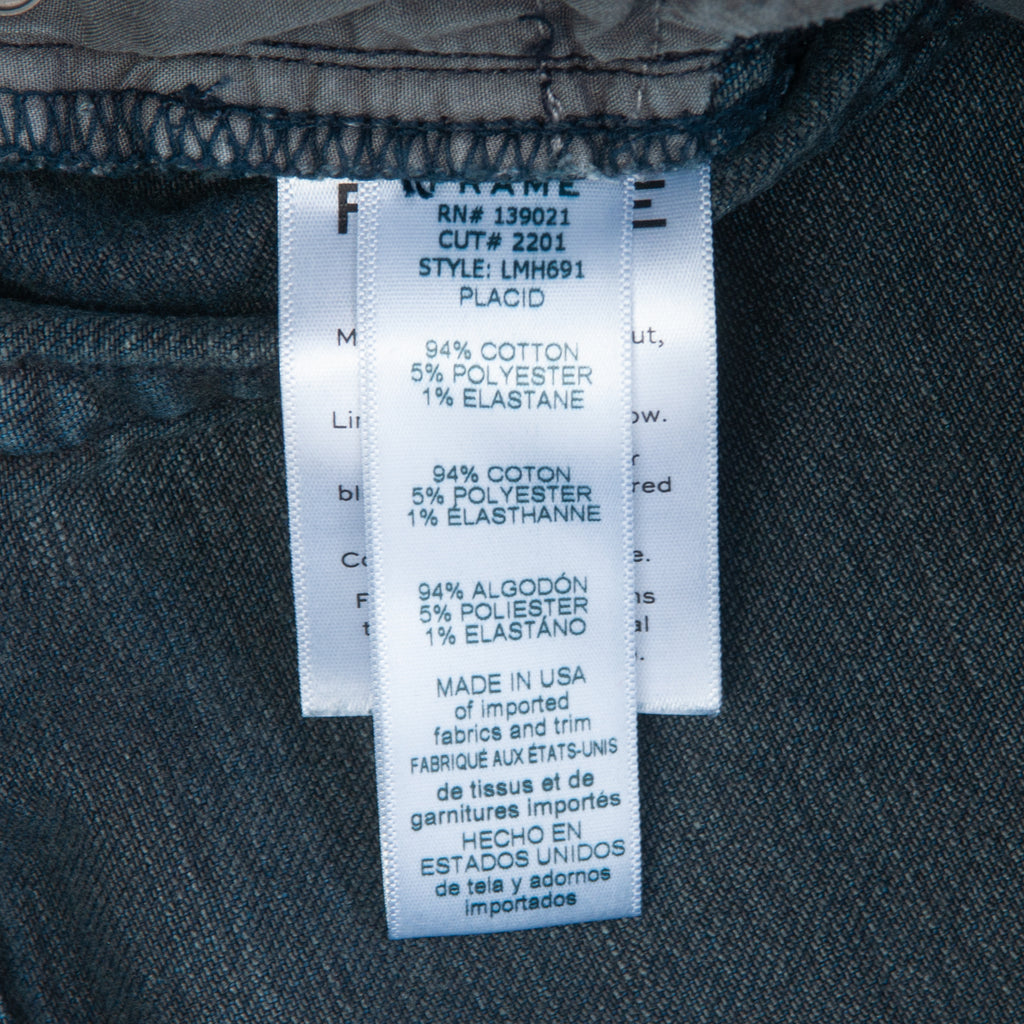 FRAME
RN# 139021
CUT# 2201
STYLE: LMH691
PLACID
94% COTTON
5% POLYESTER
1% ELASTANE
94% COTON
5% POLYESTER
1% ÉLASTHANNE
94% ALGODÓN
5% POLIESTER
1% ELASTÁNO
MADE IN USA
of imported
fabrics and trim
FABRIQUÉ AUX ÉTATS-UNIS
de tissus et de
garnitures importés
HECHO EN
ESTADOS UNIDOS
de tela y adornos
importados